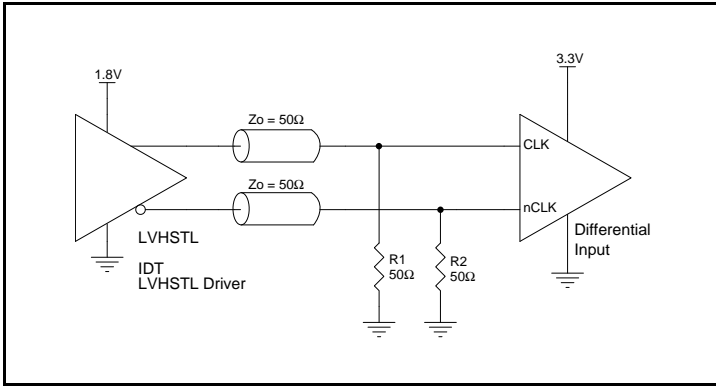 1.8V
3.3V
Zo = 50Ω
CLK
Zo = 50Ω
nCLK
LVHSTL
IDT
LVHSTL Driver
R1
50Ω
R2
50Ω
Differential
Input